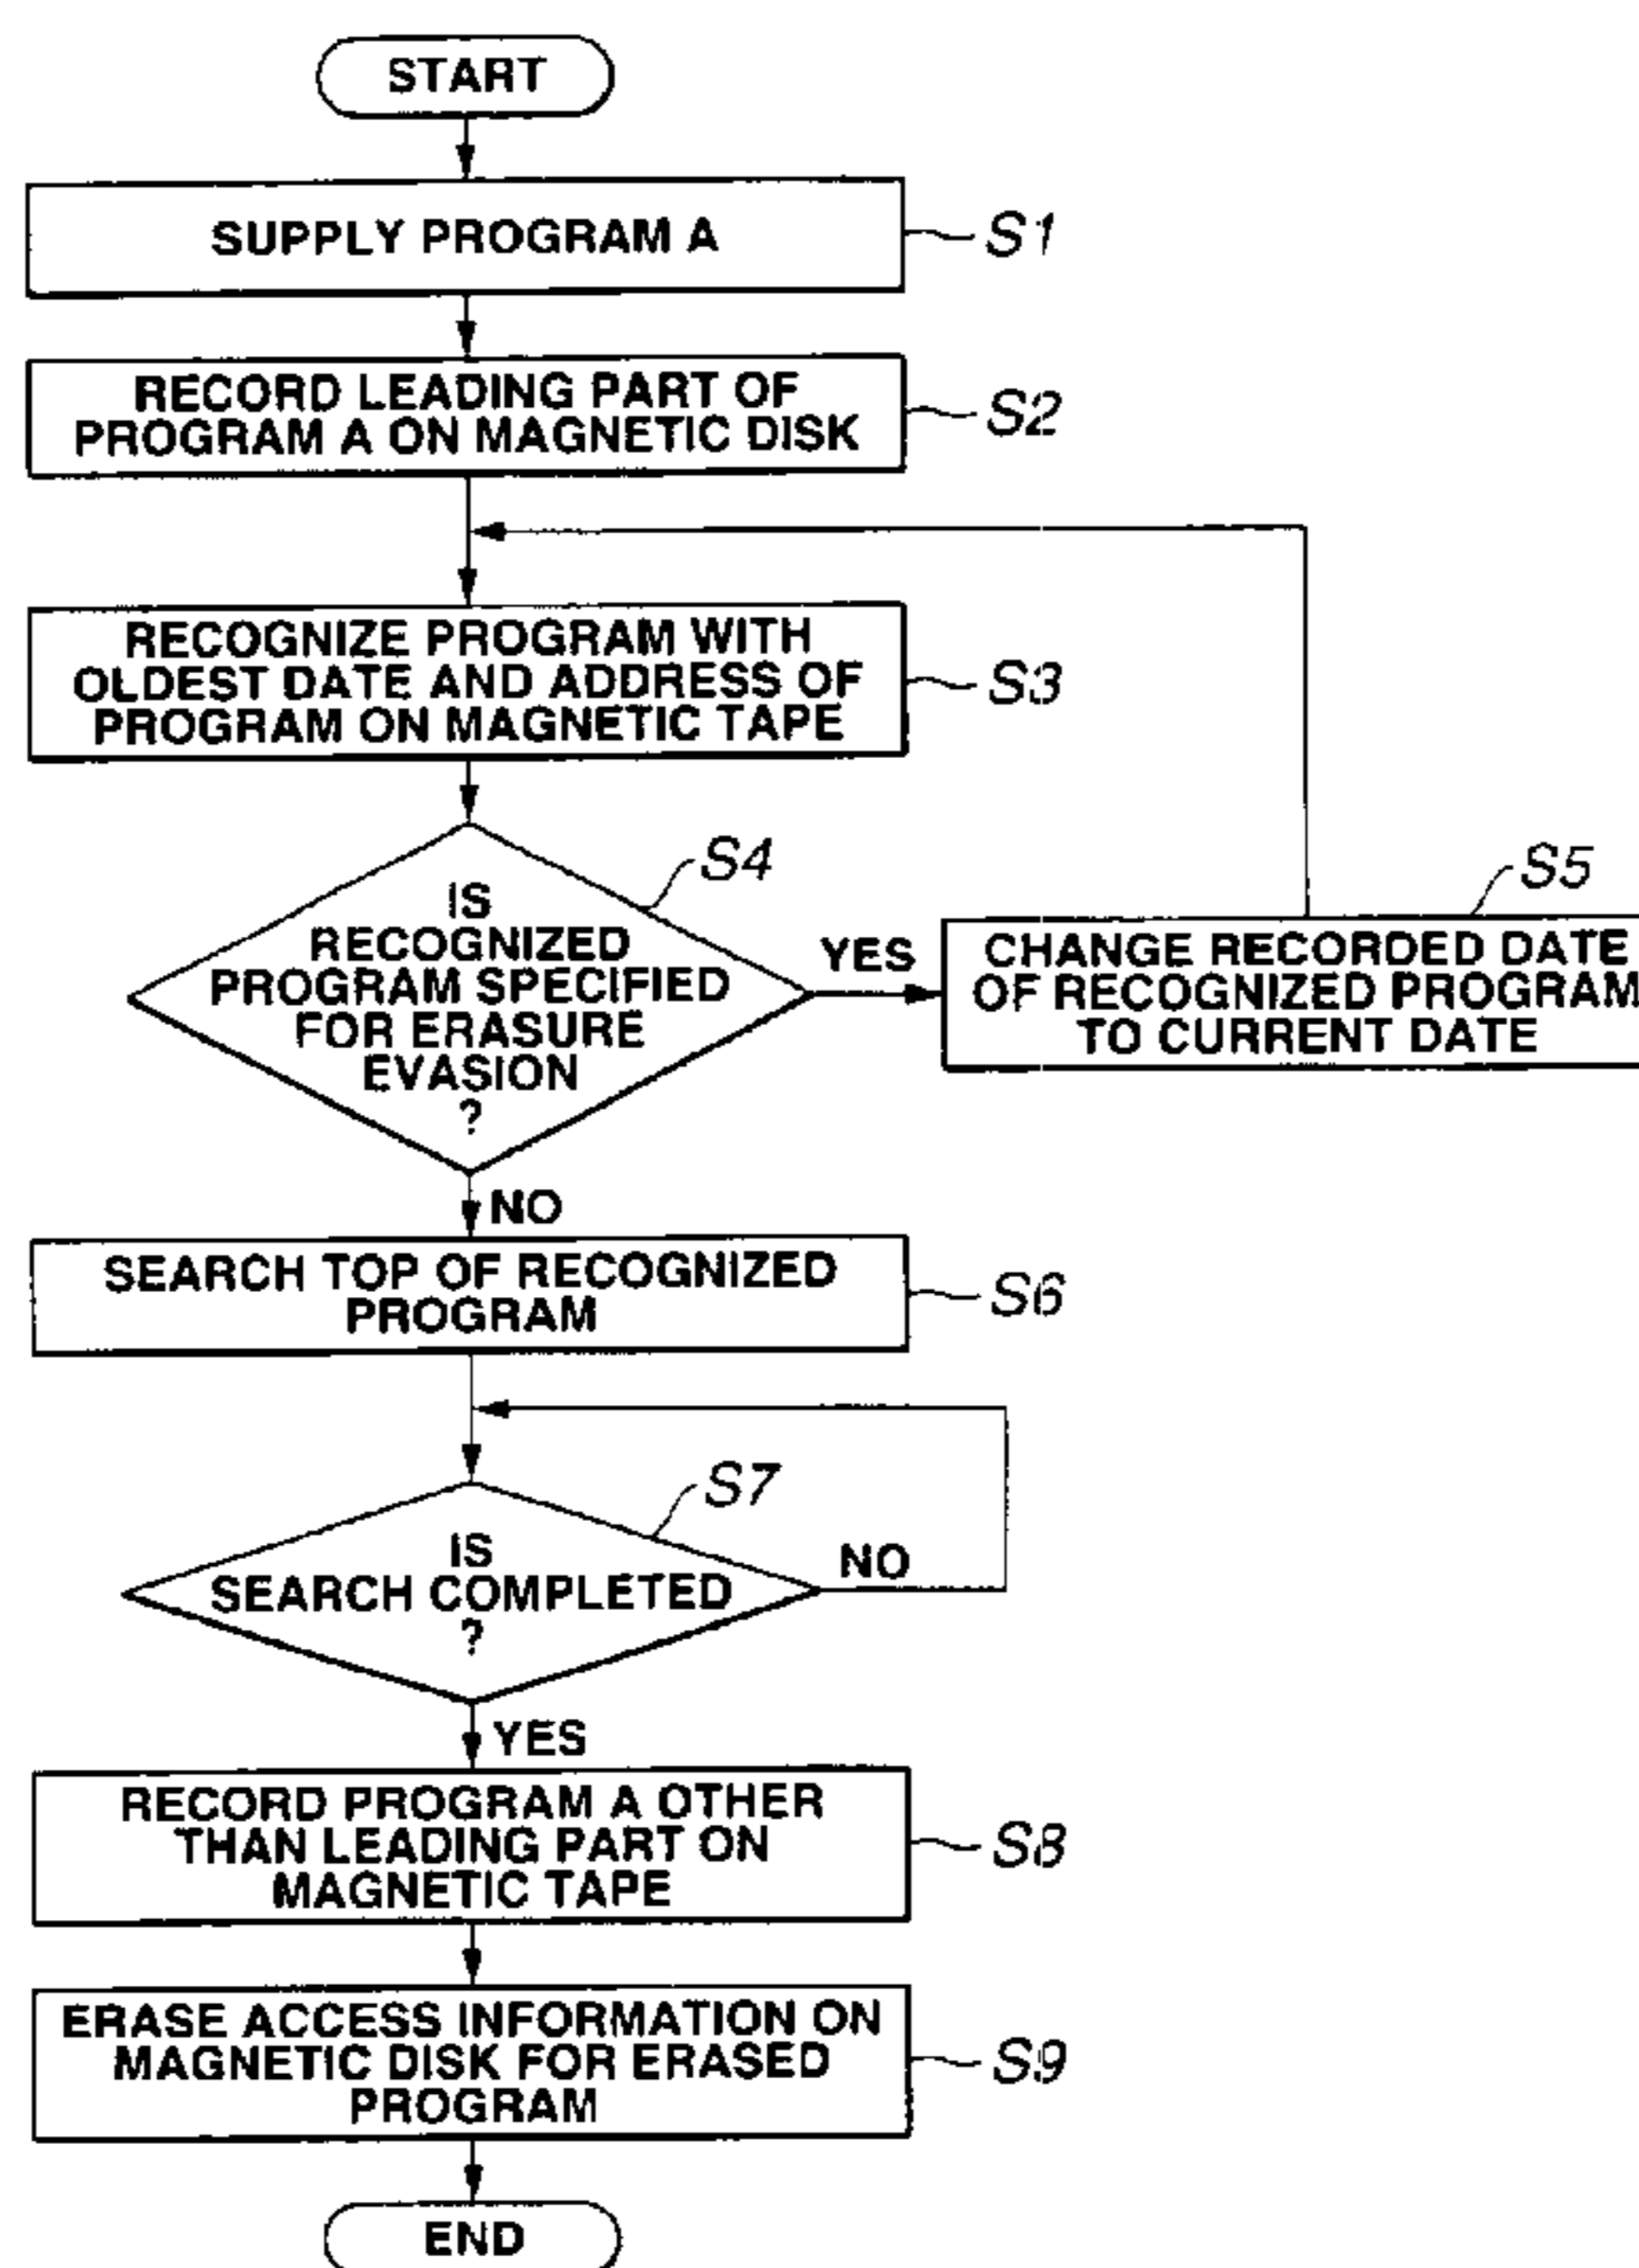 START
SUPPLY PROGRAM A
S1
RECORD LEADING PART OF
PROGRAM A ON MAGNETIC DISK
S2
RECOGNIZE PROGRAM WITH
OLDEST DATE AND ADDRESS OF
PROGRAM ON MAGNETIC TAPE
S3
IS
RECOGNIZED
PROGRAM SPECIFIED
FOR ERASURE
EVASION
?
S4
YES
CHANGE RECORDED DATE
OF RECOGNIZED PROGRAM
TO CURRENT DATE
S5
NO
SEARCH TOP OF RECOGNIZED
PROGRAM
S6
IS
SEARCH COMPLETED
?
S7
NO
YES
RECORD PROGRAM A OTHER
THAN LEADING PART ON
MAGNETIC TAPE
S8
ERASE ACCESS INFORMATION ON
MAGNETIC DISK FOR ERASED
PROGRAM
S9
END